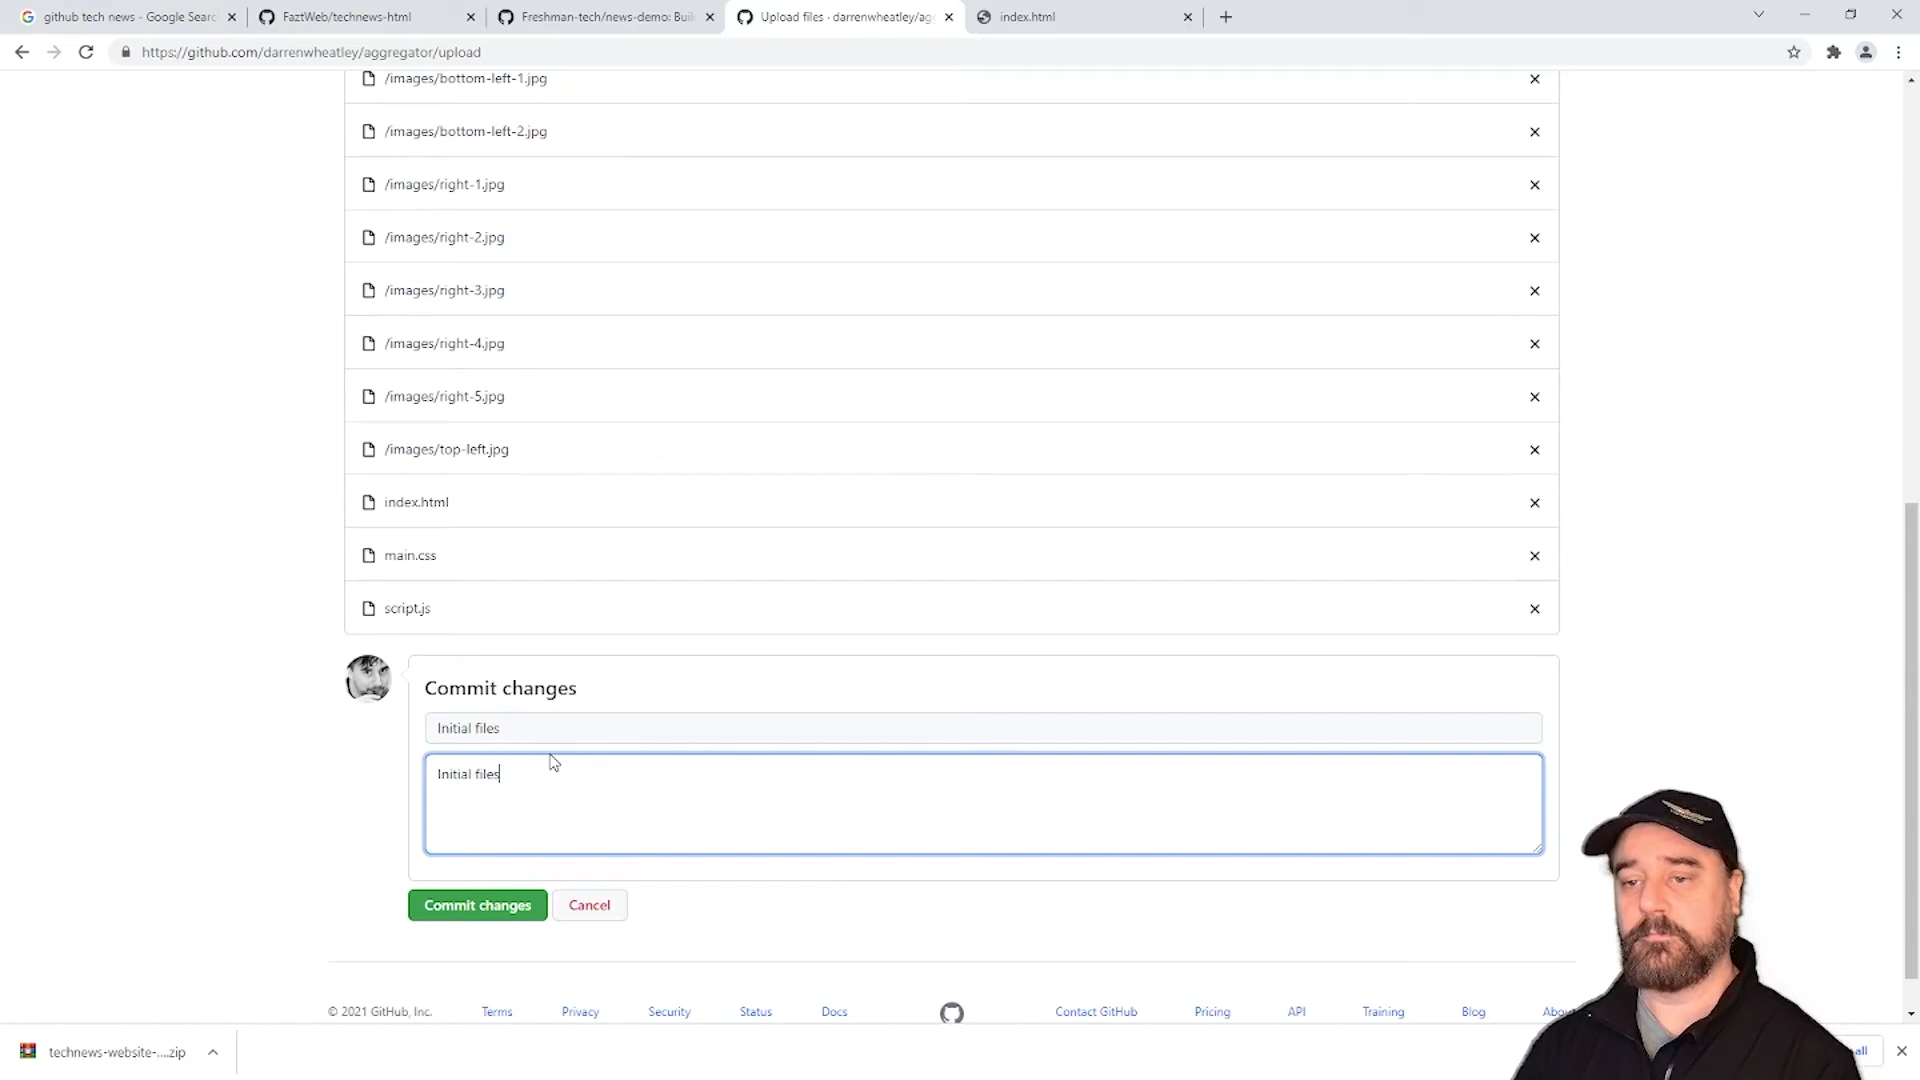 github tech news - Google Searc
FaztWeb/technews-html
Freshman-tech/news-demo: Buil
Upload files · darrenwheatley/ag
index.html
https://github.com/darrenwheatley/aggregator/upload
/images/bottom-left-1.jpg
/images/bottom-left-2.jpg
/images/right-1.jpg
/images/right-2.jpg
/images/right-3.jpg
/images/right-4.jpg
/images/right-5.jpg
/images/top-left.jpg
index.html
main.css
script.js
Commit changes
Initial files
Initial files
Commit changes Cancel
© 2021 GitHub, Inc. Terms Privacy Security Status Docs Contact GitHub Pricing API Training Blog Abou
technews-website-....zip
all